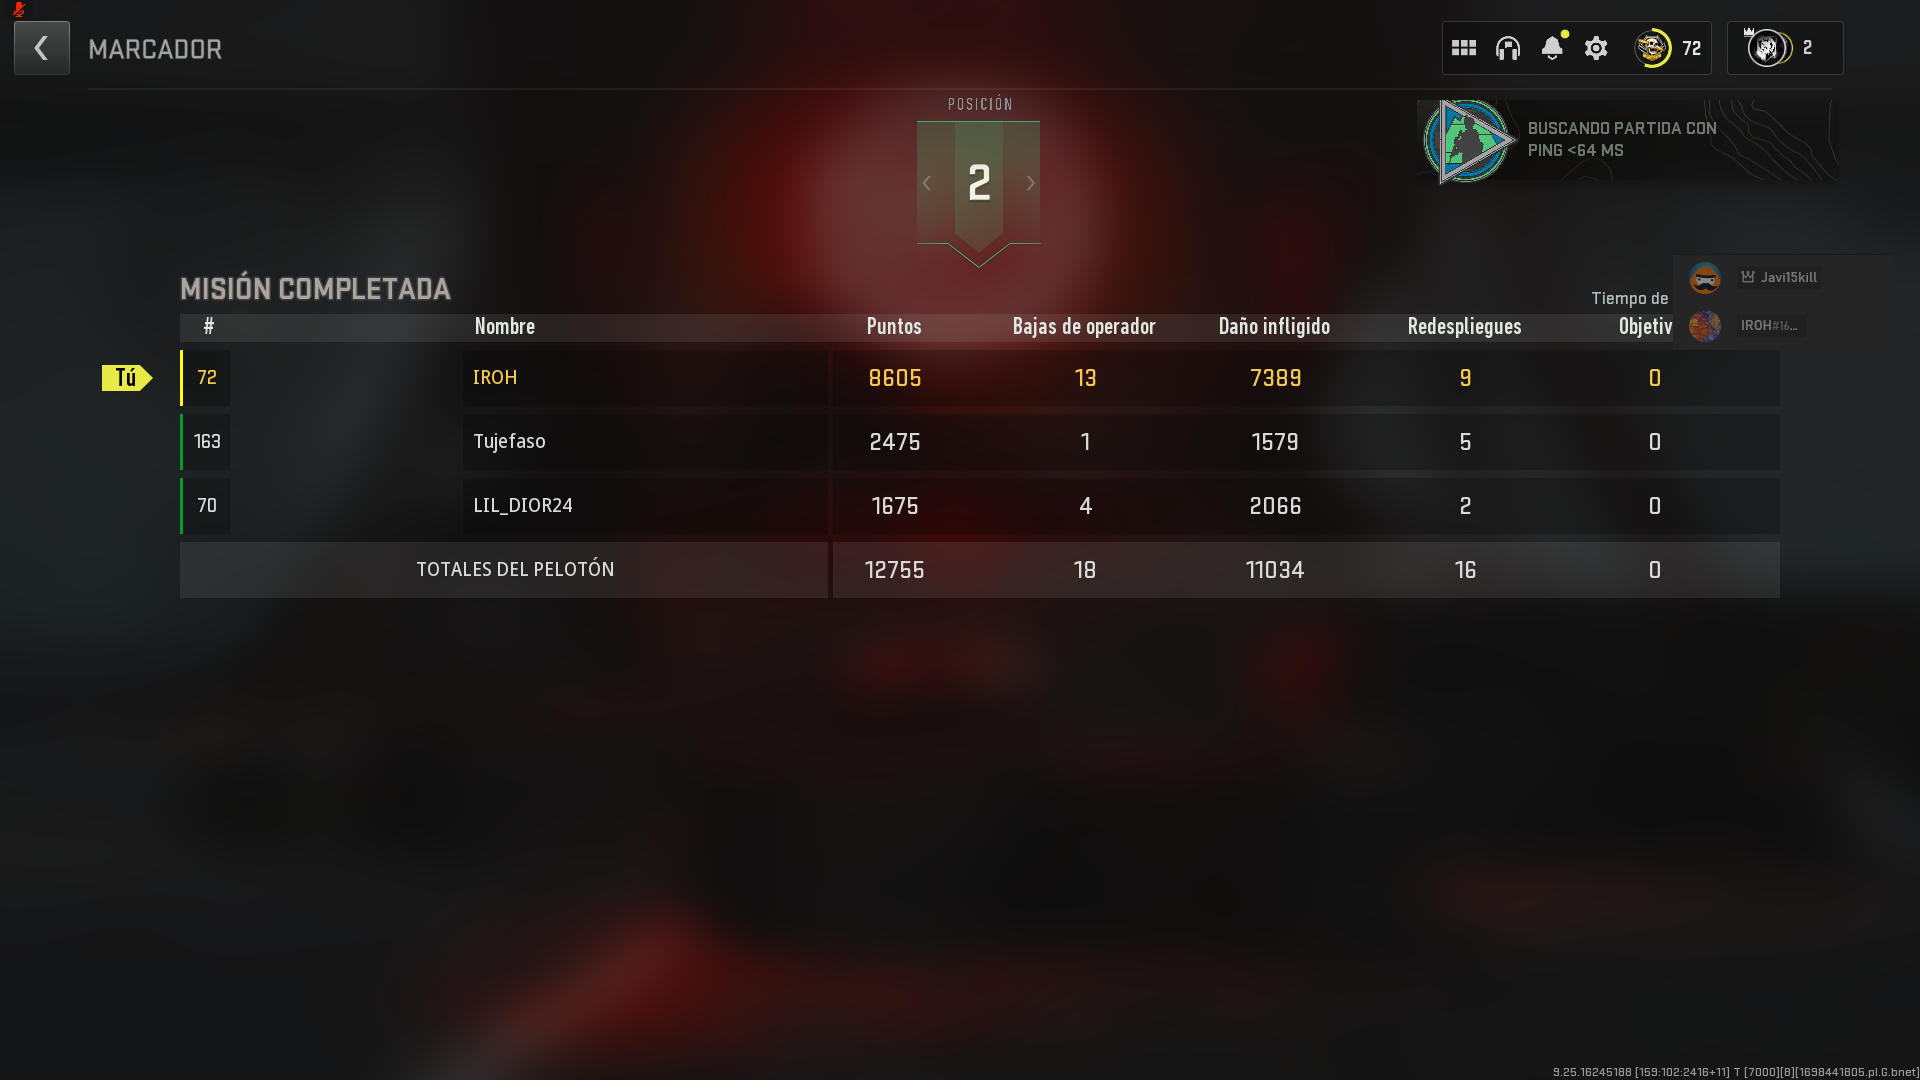 MARCADOR
72
2
POSICIÓN
2
BUSCANDO PARTIDA CON
PING <64 MS
MISIÓN COMPLETADA
Tiempo de
Javi15kill
IROH#16...
# Nombre Puntos Bajas de operador Daño infligido Redespliegues Objetiv
Tú 72 IROH 8605 13 7389 9 0
163 Tujefaso 2475 1 1579 5 0
70 LIL_DIOR24 1675 4 2066 2 0
TOTALES DEL PELOTÓN 12755 18 11034 16 0
9.25.16245188 [159:102:2416+11] T [7000][8][1698441805.pl.G.bnet]